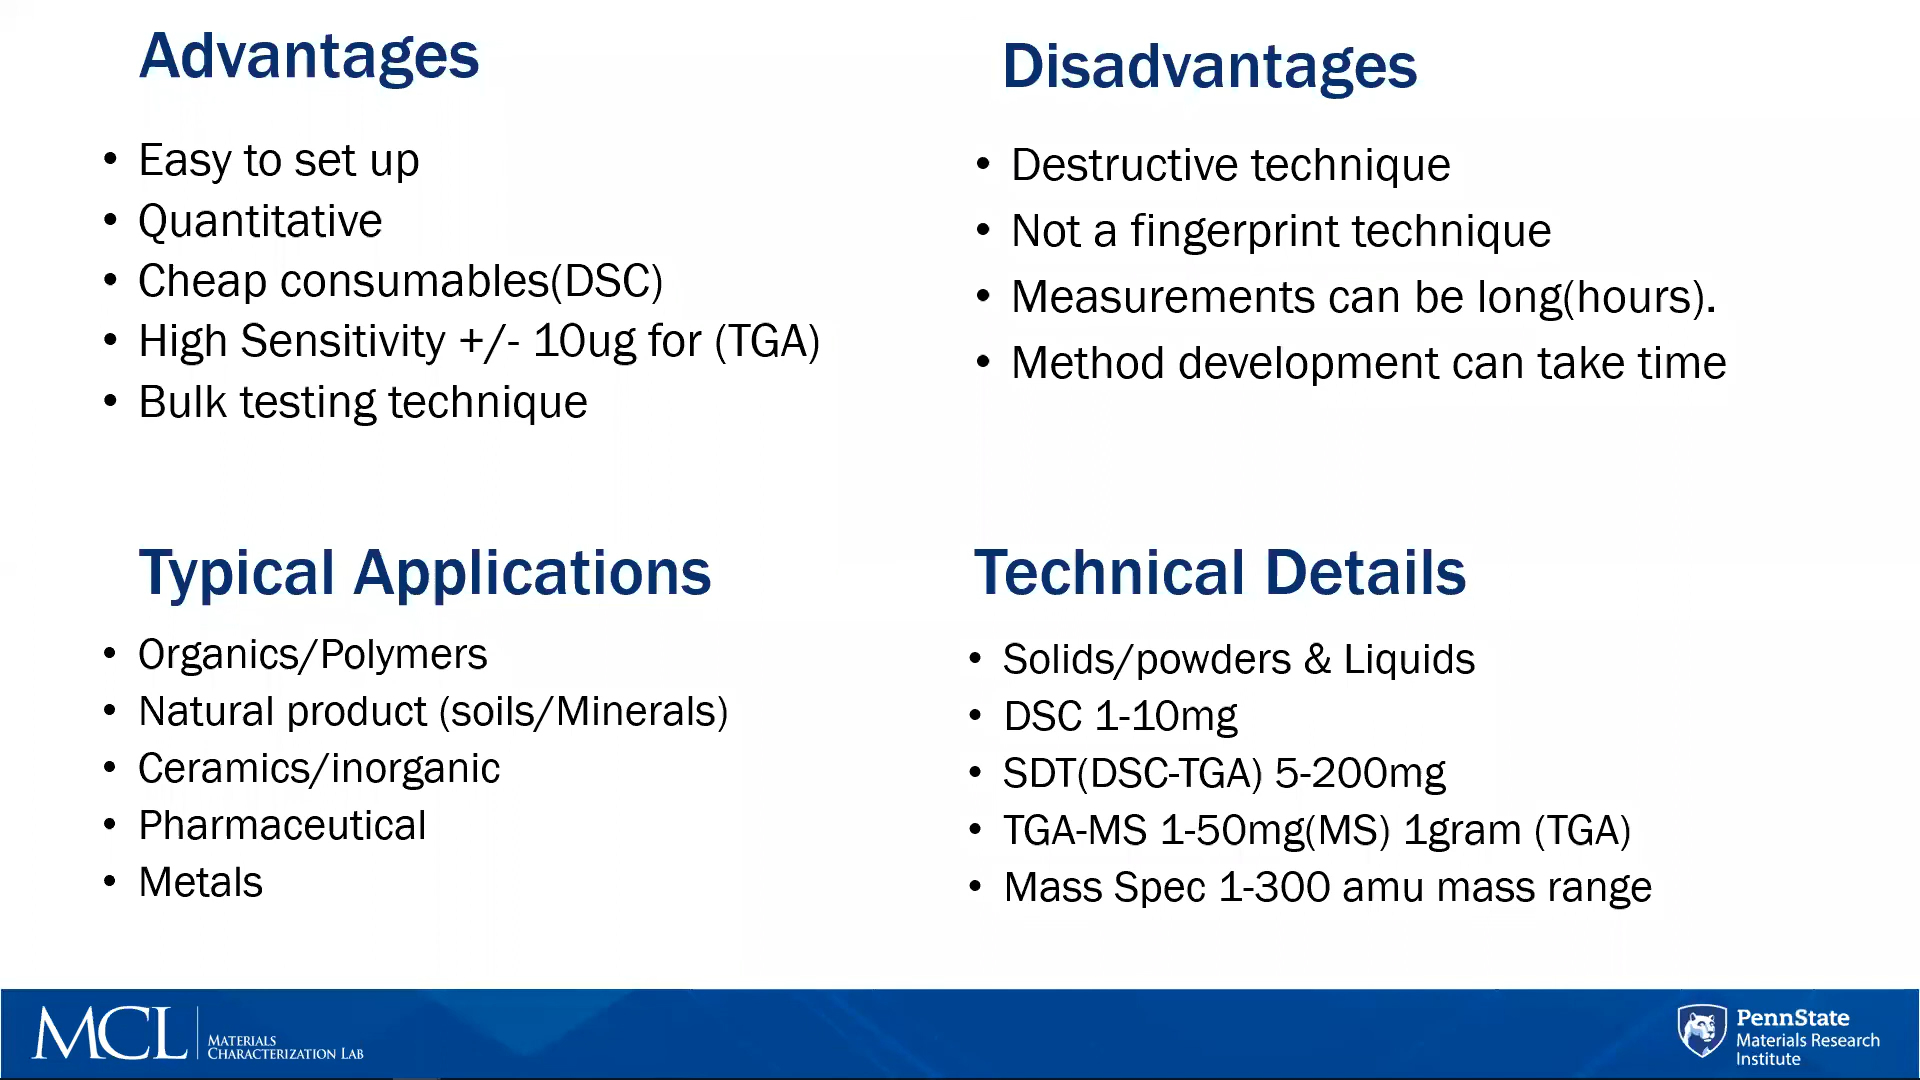 Advantages
• Easy to set up
• Quantitative
• Cheap consumables(DSC)
• High Sensitivity +/- 10ug for (TGA)
• Bulk testing technique
Disadvantages
• Destructive technique
• Not a fingerprint technique
• Measurements can be long(hours).
• Method development can take time
Typical Applications
• Organics/Polymers
• Natural product (soils/Minerals)
• Ceramics/inorganic
• Pharmaceutical
• Metals
Technical Details
• Solids/powders & Liquids
• DSC 1-10mg
• SDT(DSC-TGA) 5-200mg
• TGA-MS 1-50mg(MS) 1gram (TGA)
• Mass Spec 1-300 amu mass range
MCL
Materials
Characterization Lab
PennState
Materials Research
Institute